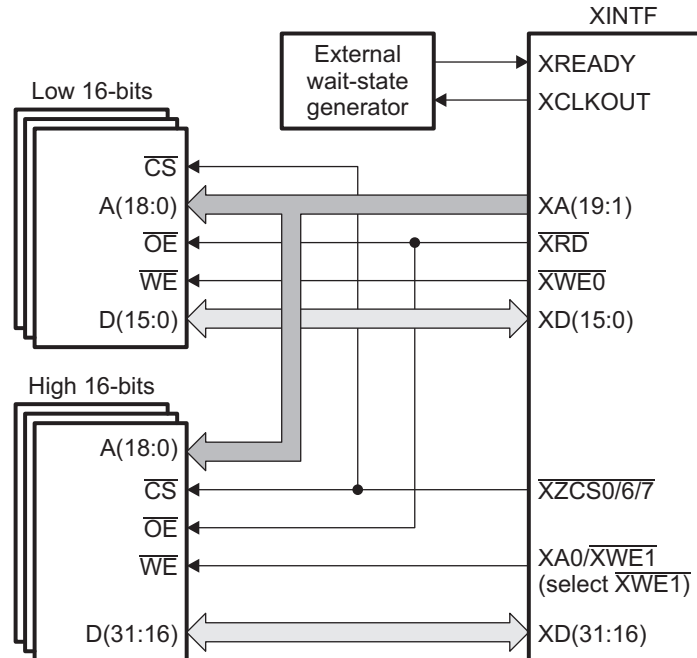 XINTF
External
wait-state
generator
XREADY
XCLKOUT
Low 16-bits
CS
A(18:0)
OE
WE
D(15:0)
XA(19:1)
XRD
XWE0
XD(15:0)
High 16-bits
A(18:0)
CS
OE
WE
D(31:16)
XZCS0/6/7
XA0/XWE1
(select XWE1)
XD(31:16)